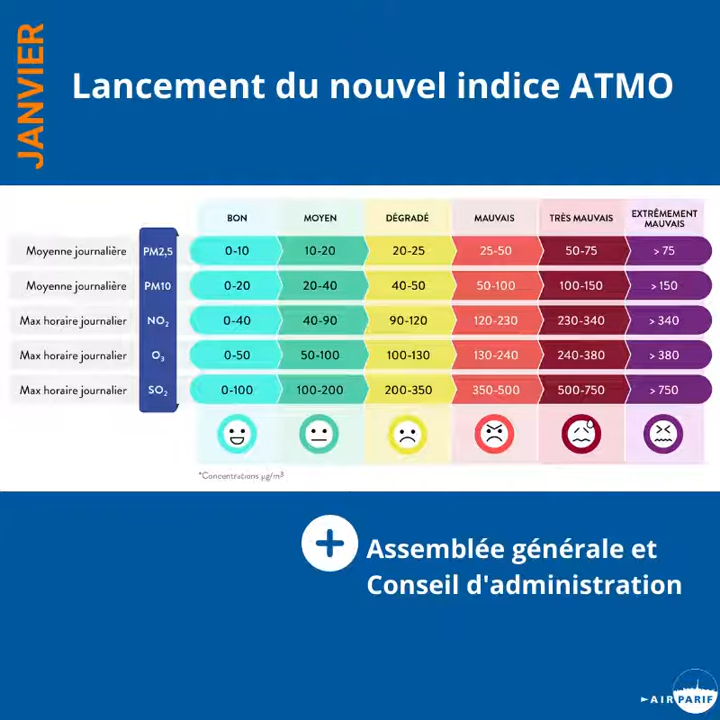 JANVIER
Lancement du nouvel indice ATMO
BON MOYEN DÉGRADÉ MAUVAIS TRÈS MAUVAIS EXTRÊMEMENT MAUVAIS
Moyenne journalière PM2,5 0-10 10-20 20-25 25-50 50-75 > 75
Moyenne journalière PM10 0-20 20-40 40-50 50-100 100-150 > 150
Max horaire journalier NO₂ 0-40 40-90 90-120 120-230 230-340 > 340
Max horaire journalier O₃ 0-50 50-100 100-130 130-240 240-380 > 380
Max horaire journalier SO₂ 0-100 100-200 200-350 350-500 500-750 > 750
*Concentrations µg/m³
+ Assemblée générale et
Conseil d'administration
AIRPARIF